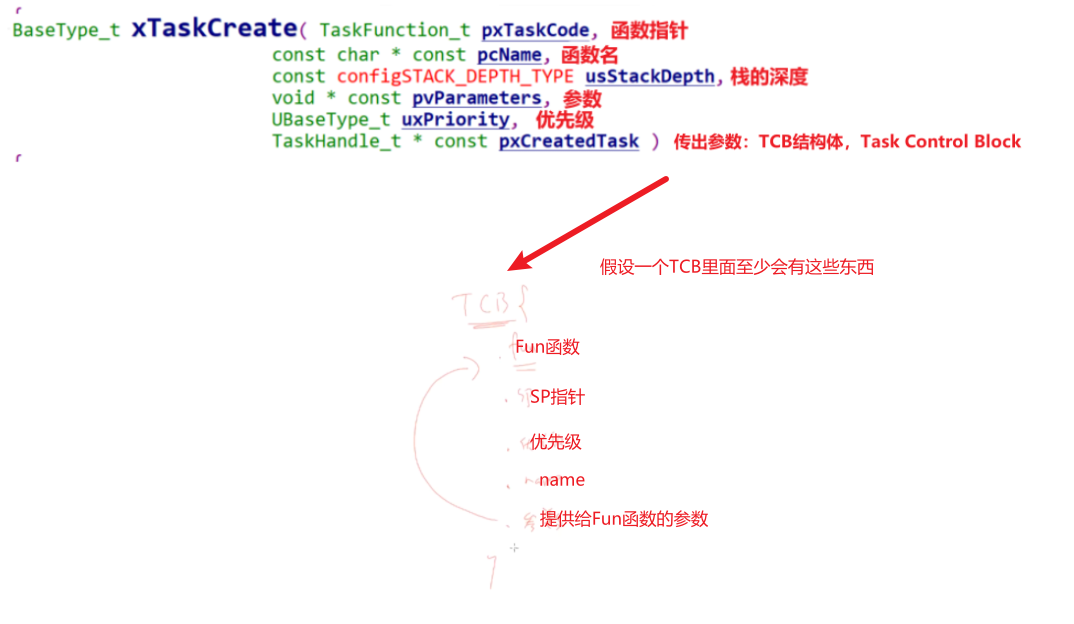 BaseType_t xTaskCreate( TaskFunction_t pxTaskCode, 函数指针
const char * const pcName, 函数名
const configSTACK_DEPTH_TYPE usStackDepth, 栈的深度
void * const pvParameters, 参数
UBaseType_t uxPriority, 优先级
TaskHandle_t * const pxCreatedTask ) 传出参数：TCB结构体，Task Control Block
假设一个TCB里面至少会有这些东西
TCB {
Fun函数
SP指针
优先级
name
提供给Fun函数的参数